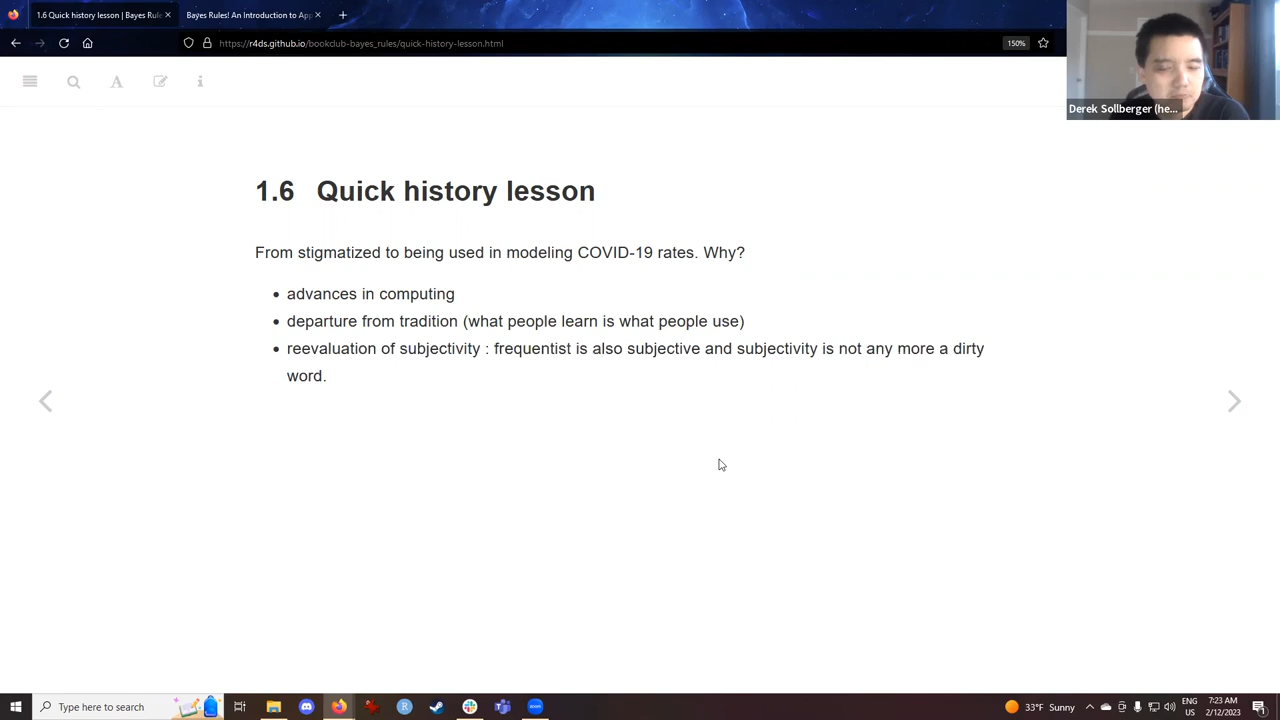 1.6 Quick history lesson | Bayes Rule
Bayes Rules! An Introduction to App
https://r4ds.github.io/bookclub-bayes_rules/quick-history-lesson.html
150%
Derek Sollberger (he...
1.6 Quick history lesson
From stigmatized to being used in modeling COVID-19 rates. Why?
advances in computing
departure from tradition (what people learn is what people use)
reevaluation of subjectivity : frequentist is also subjective and subjectivity is not any more a dirty
word.
Type here to search
33°F Sunny
ENG
US
7:23 AM
2/12/2023